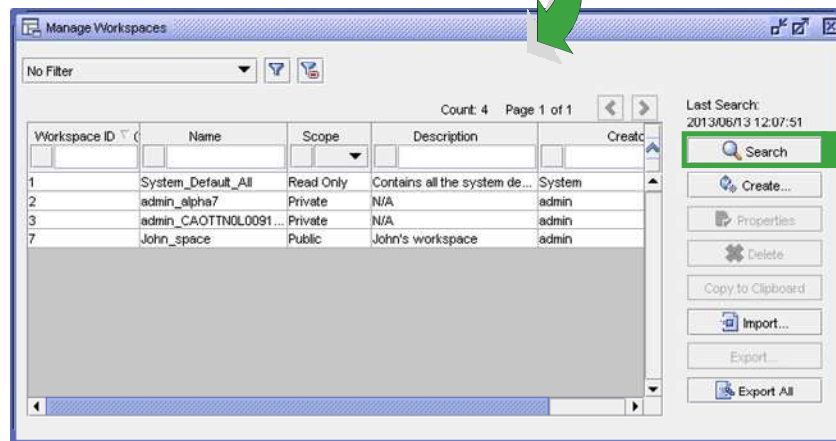 Manage Workspaces
No Filter
Count: 4 Page 1 of 1
Last Search:
2013/06/13 12:07:51
Workspace ID Name Scope Description
Search
1 System_Default_All Read Only Contains all the system de... System
2 admin_alpha7 Private N/A admin
3 admin_CAOTTN0L0091... Private N/A admin
7 John_space Public John's workspace admin
Create...
Properties
Delete
Copy to Clipboard
Import...
Export...
Export All